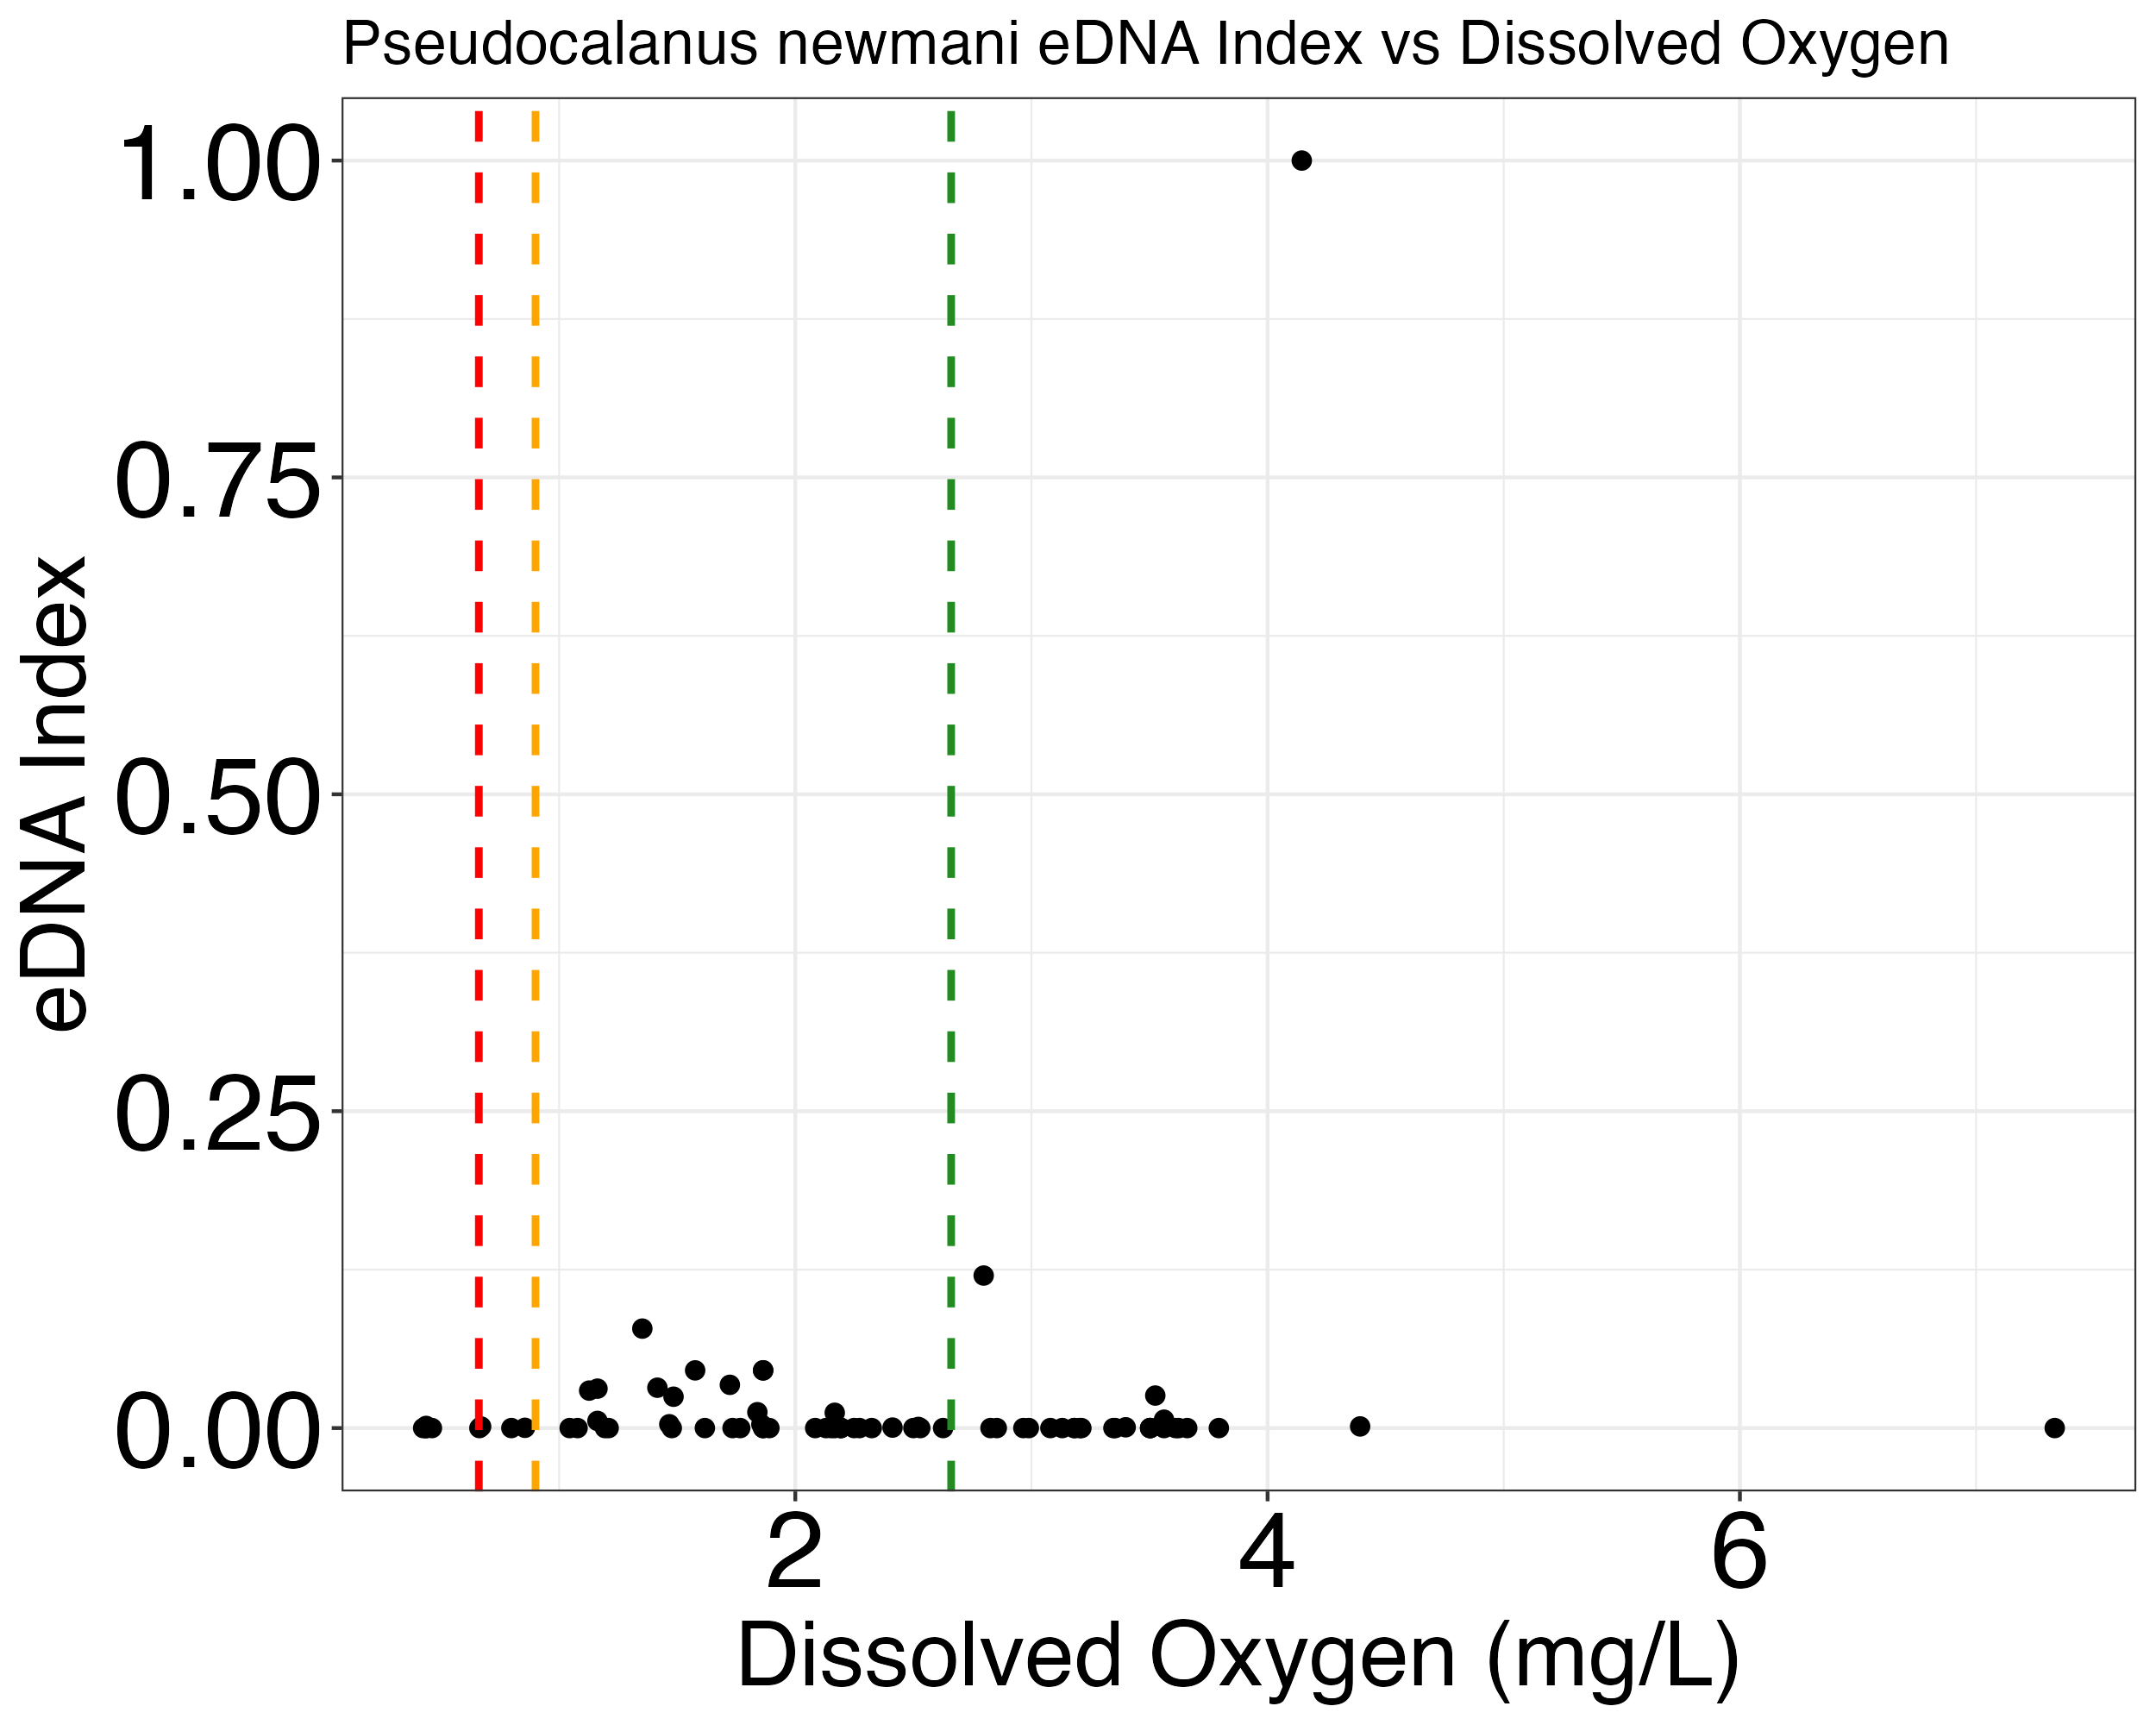 Pseudocalanus newmani eDNA Index vs Dissolved Oxygen
1.00
0.75
0.50
0.25
0.00
eDNA Index
2 4 6
Dissolved Oxygen (mg/L)